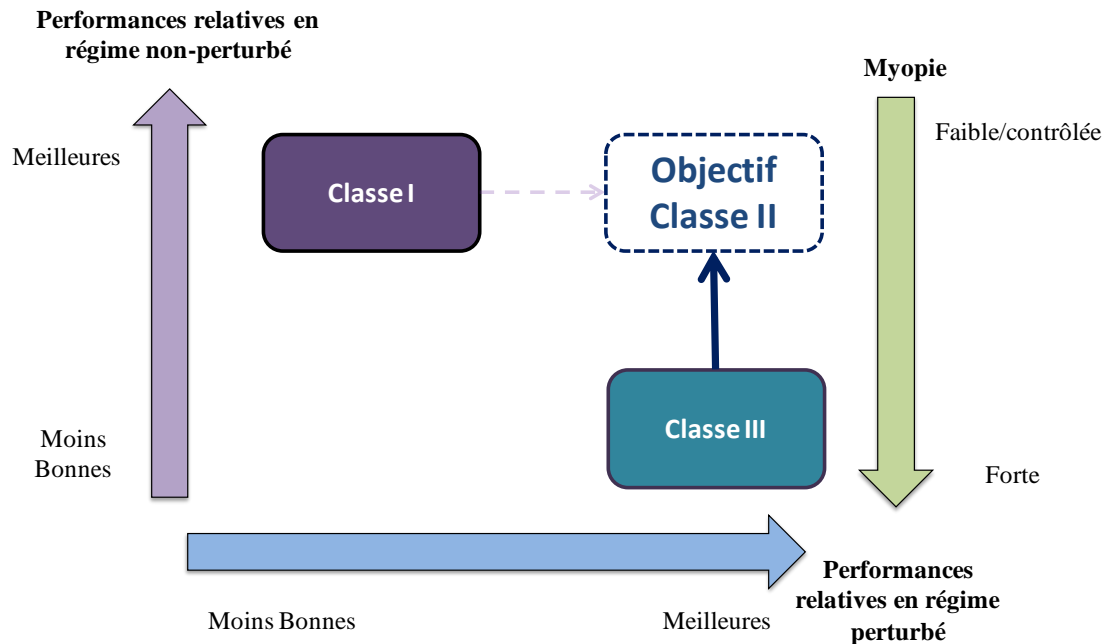 Performances relatives en
régime non-perturbé
Myopie
Meilleures
Faible/contrôlée
Classe I
Objectif
Classe II
Classe III
Moins
Bonnes
Forte
Performances
relatives en régime
perturbé
Moins Bonnes
Meilleures